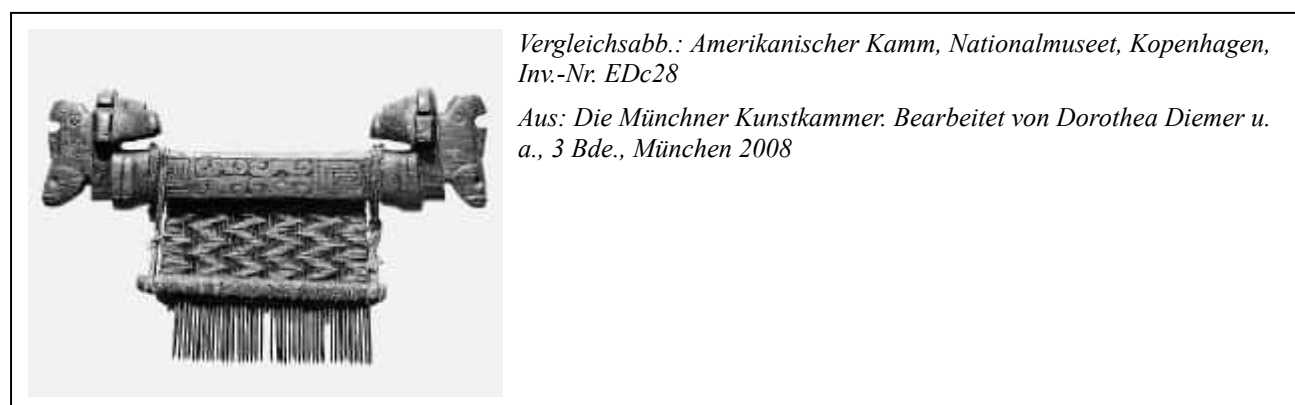 Vergleichsabb.: Amerikanischer Kamm, Nationalmuseet, Kopenhagen,
Inv.-Nr. EDc28
Aus: Die Münchner Kunstkammer. Bearbeitet von Dorothea Diemer u.
a., 3 Bde., München 2008